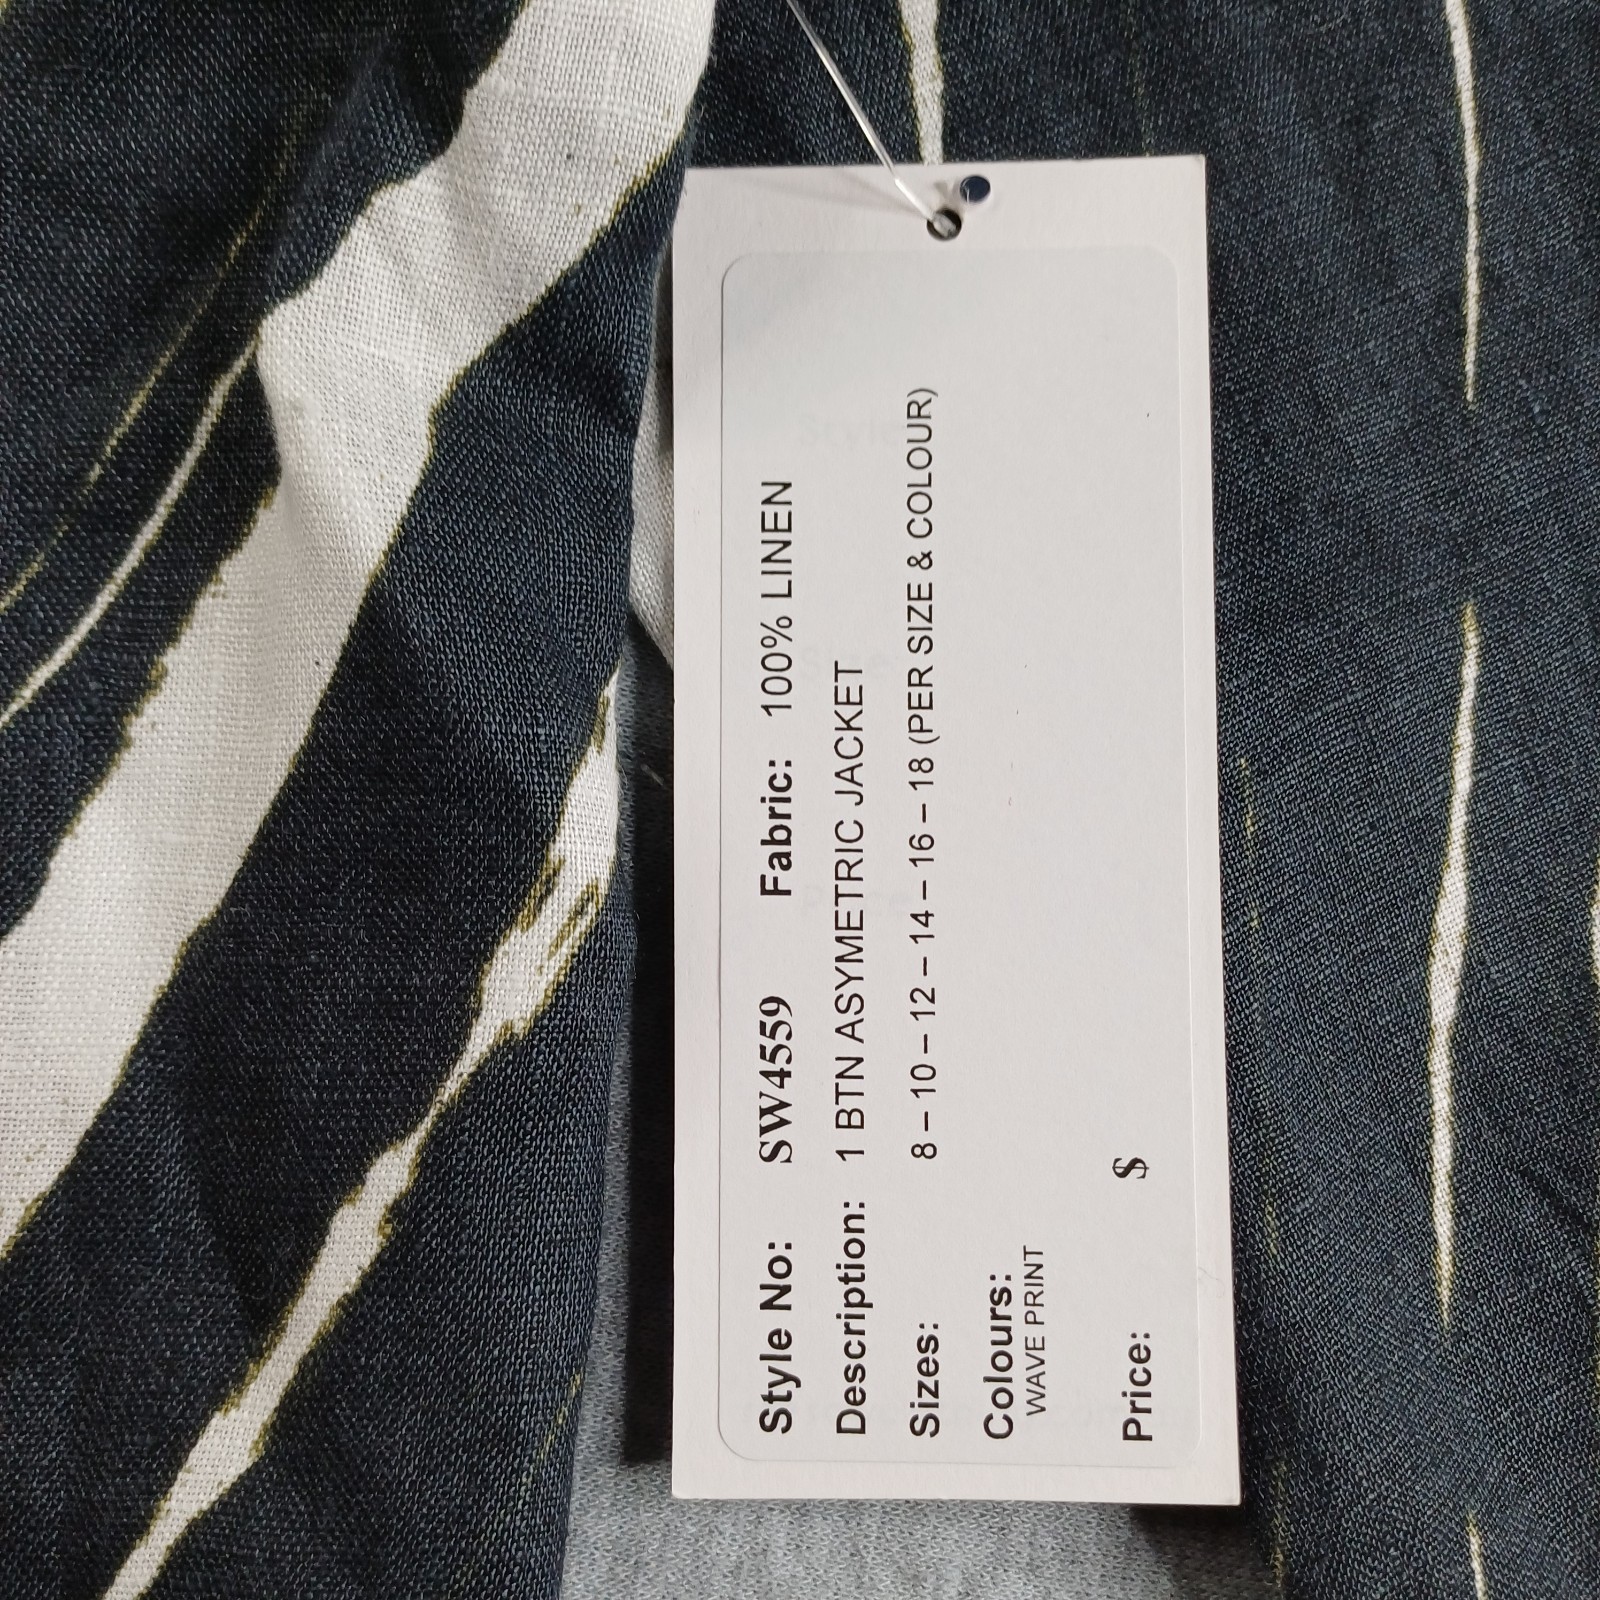 Style No: SW4559 Fabric: 100% LINEN
Description: 1 BTN ASYMETRIC JACKET
Sizes: 8 – 10 – 12 – 14 – 16 – 18 (PER SIZE & COLOUR)
Colours:
WAVE PRINT
Price: $